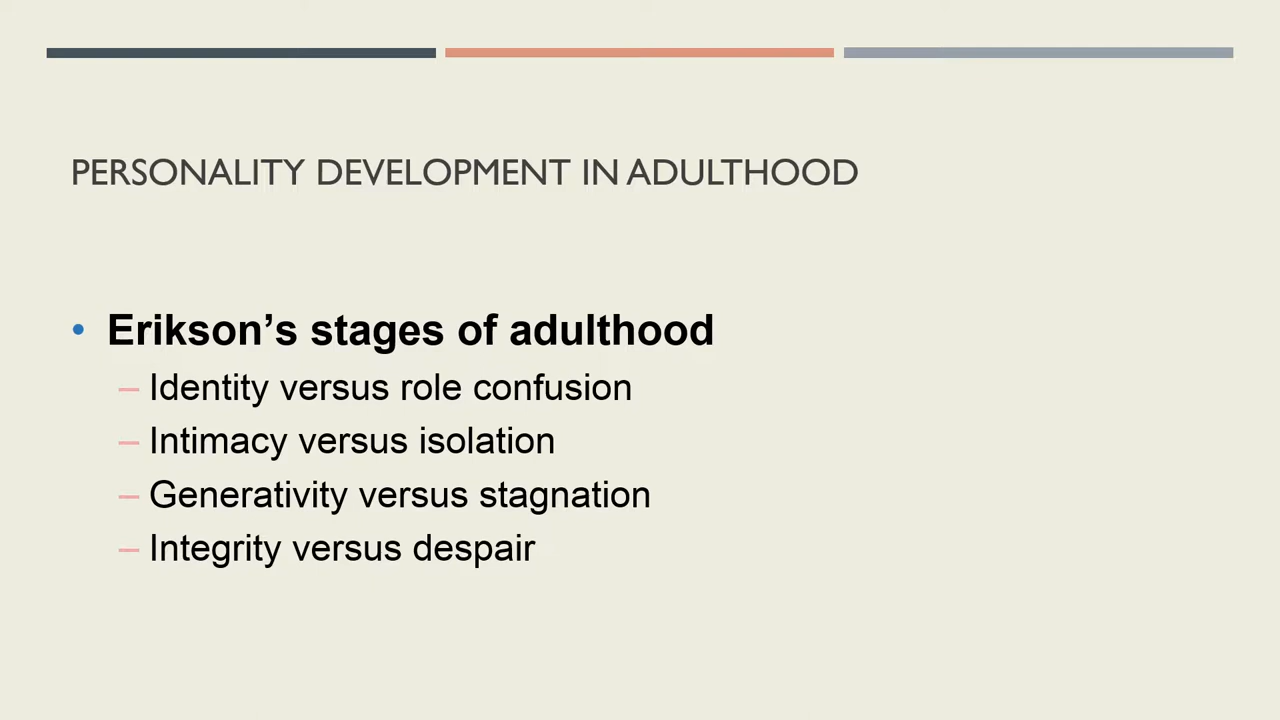 PERSONALITY DEVELOPMENT IN ADULTHOOD
• Erikson’s stages of adulthood
– Identity versus role confusion
– Intimacy versus isolation
– Generativity versus stagnation
– Integrity versus despair